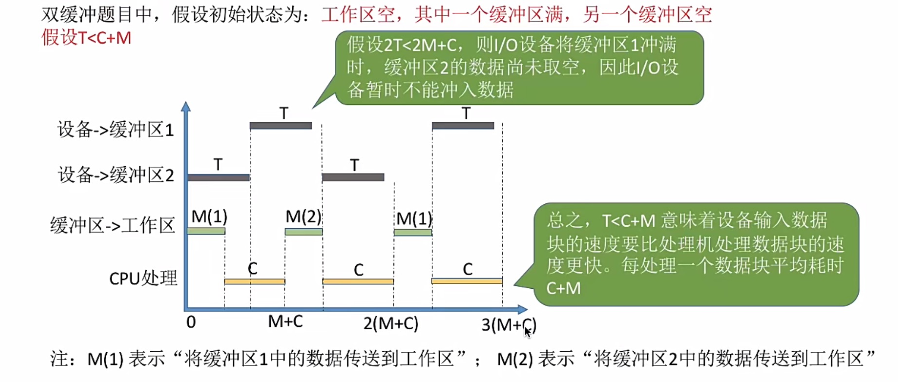 双缓冲题目中，假设初始状态为：工作区空，其中一个缓冲区满，另一个缓冲区空
假设T<C+M
假设2T<2M+C，则I/O设备将缓冲区1冲满
时，缓冲区2的数据尚未取空，因此I/O设
备暂时不能冲入数据
设备->缓冲区1
T
T
设备->缓冲区2
T
T
缓冲区->工作区
M(1)
M(2)
M(1)
CPU处理
C
C
C
总之，T<C+M 意味着设备输入数据
块的速度要比处理机处理数据块的速
度更快。每处理一个数据块平均耗时
C+M
0
M+C
2(M+C)
3(M+C)
注：M(1) 表示“将缓冲区1中的数据传送到工作区”； M(2) 表示“将缓冲区2中的数据传送到工作区”